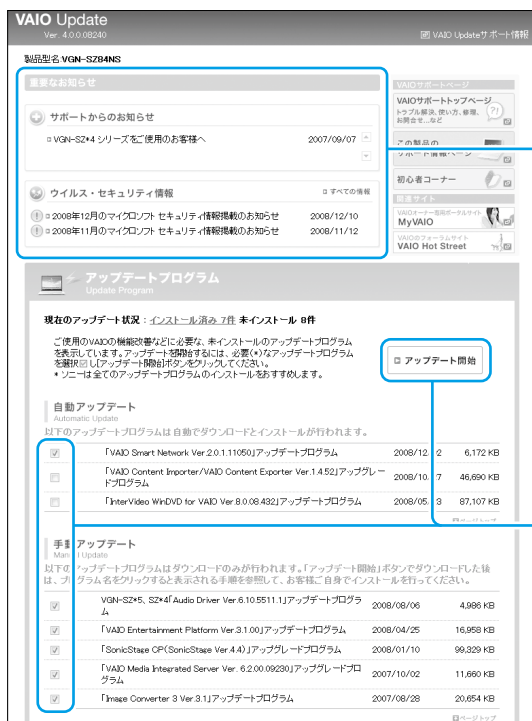 VAIO Update
Ver. 4.0.0.08240
VAIO Updateサポート情報
製品型名 VGN-SZ84NS
重要なお知らせ
サポートからのお知らせ
VGN-SZ*4 シリーズをご使用のお客様へ 2007/09/07
ウイルス・セキュリティ情報 すべての情報
2008年12月のマイクロソフト セキュリティ情報掲載のお知らせ 2008/12/10
2008年11月のマイクロソフト セキュリティ情報掲載のお知らせ 2008/11/12
VAIOサポートページ
VAIOサポートトップページ
トラブル解決、使い方、修理、
お問合せ...など
この製品の
サポート情報ページ
初心者コーナー
関連サイト
VAIOオーナー専用ポータルサイト
MyVAIO
VAIOのフォーラムサイト
VAIO Hot Street
アップデートプログラム
Update Program
現在のアップデート状況:インストール済み 7件 未インストール 8件
ご使用のVAIOの機能改善などに必要な、未インストールのアップデートプログラム
を表示しています。アップデートを開始するには、必要(*)なアップデートプログラム
を選択し[アップデート開始]ボタンをクリックしてください。
* ソニーは全てのアップデートプログラムのインストールをおすすめします。
アップデート開始
自動アップデート
Automatic Update
以下のアップデートプログラムは自動でダウンロードとインストールが行われます。
「VAIO Smart Network Ver.2.0.1.11050」アップデートプログラム 2008/12/ 2 6,172 KB
「VAIO Content Importer/VAIO Content Exporter Ver.1.4.52」アップグレー
ドプログラム 2008/10/ 7 46,690 KB
「InterVideo WinDVD for VAIO Ver.8.0.08.432」アップデートプログラム 2008/05/ 3 87,107 KB
ページトップ
手動アップデート
Manual Update
以下のアップデートプログラムはダウンロードのみが行われます。「アップデート開始」ボタンでダウンロードした後
は、プログラム名をクリックすると表示される手順を参照して、お客様ご自身でインストールを行ってください。
VGN-SZ*5, SZ*4「Audio Driver Ver.6.10.5511.1」アップデートプログラ
ム 2008/08/06 4,986 KB
「VAIO Entertainment Platform Ver.3.1.00」アップデートプログラム 2008/04/25 16,958 KB
「SonicStage CP(SonicStage Ver.4.4)」アップグレードプログラム 2008/01/10 99,329 KB
「VAIO Media Integrated Server Ver. 6.2.00.09230」アップグレードプロ
グラム 2007/10/02 11,660 KB
「Image Converter 3 Ver.3.1」アップデートプログラム 2007/08/28 20,654 KB
ページトップ